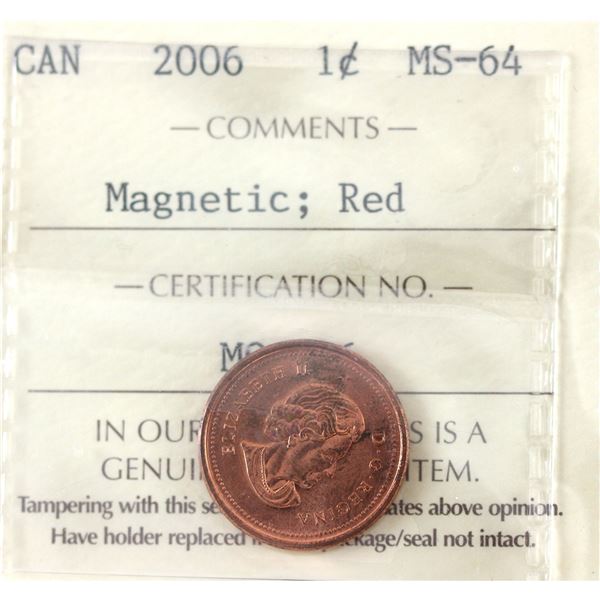 CAN 2006 1¢ MS-64
— COMMENTS —
Magnetic; Red
— CERTIFICATION NO. —
ELIZABETH II
D·G·REGINA
IN OUR S IS A
GENUI ITEM.
Tampering with this se ates above opinion.
Have holder replaced i kage/seal not intact.